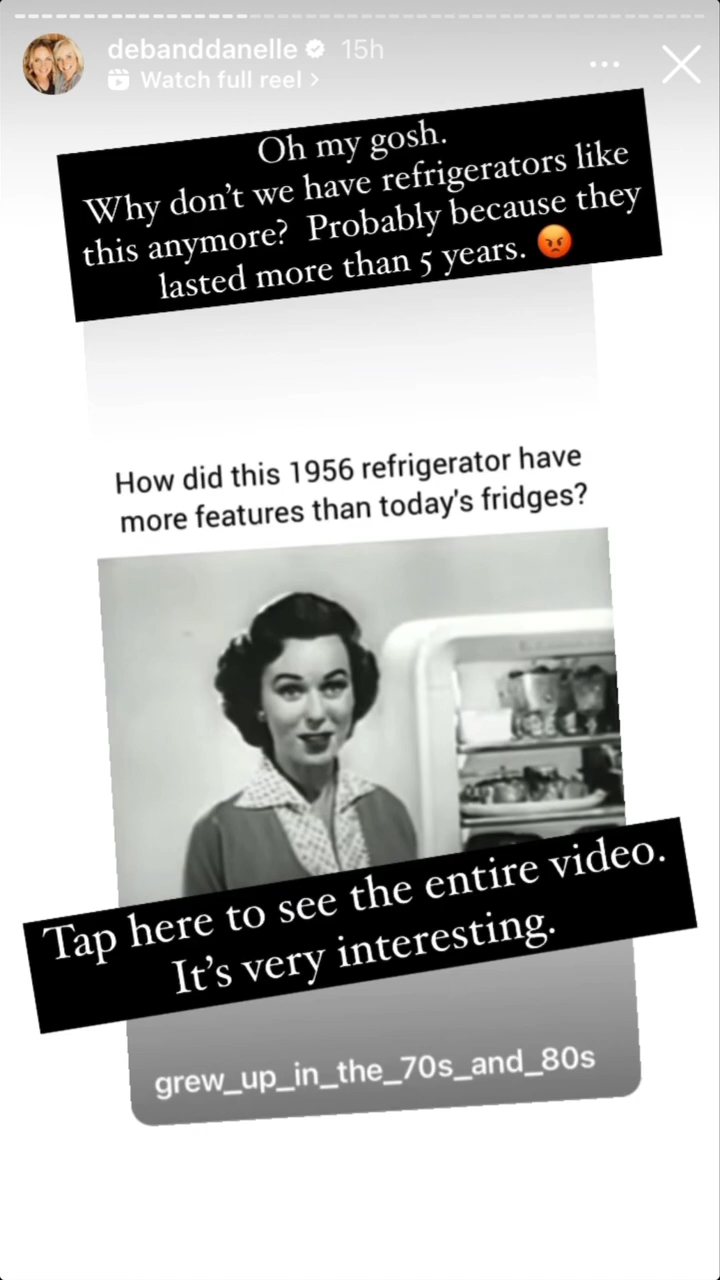 debanddanelle 15h
Watch full reel >
Oh my gosh.
Why don't we have refrigerators like
this anymore? Probably because they
lasted more than 5 years. 😡
How did this 1956 refrigerator have
more features than today's fridges?
Tap here to see the entire video.
It's very interesting.
grew_up_in_the_70s_and_80s